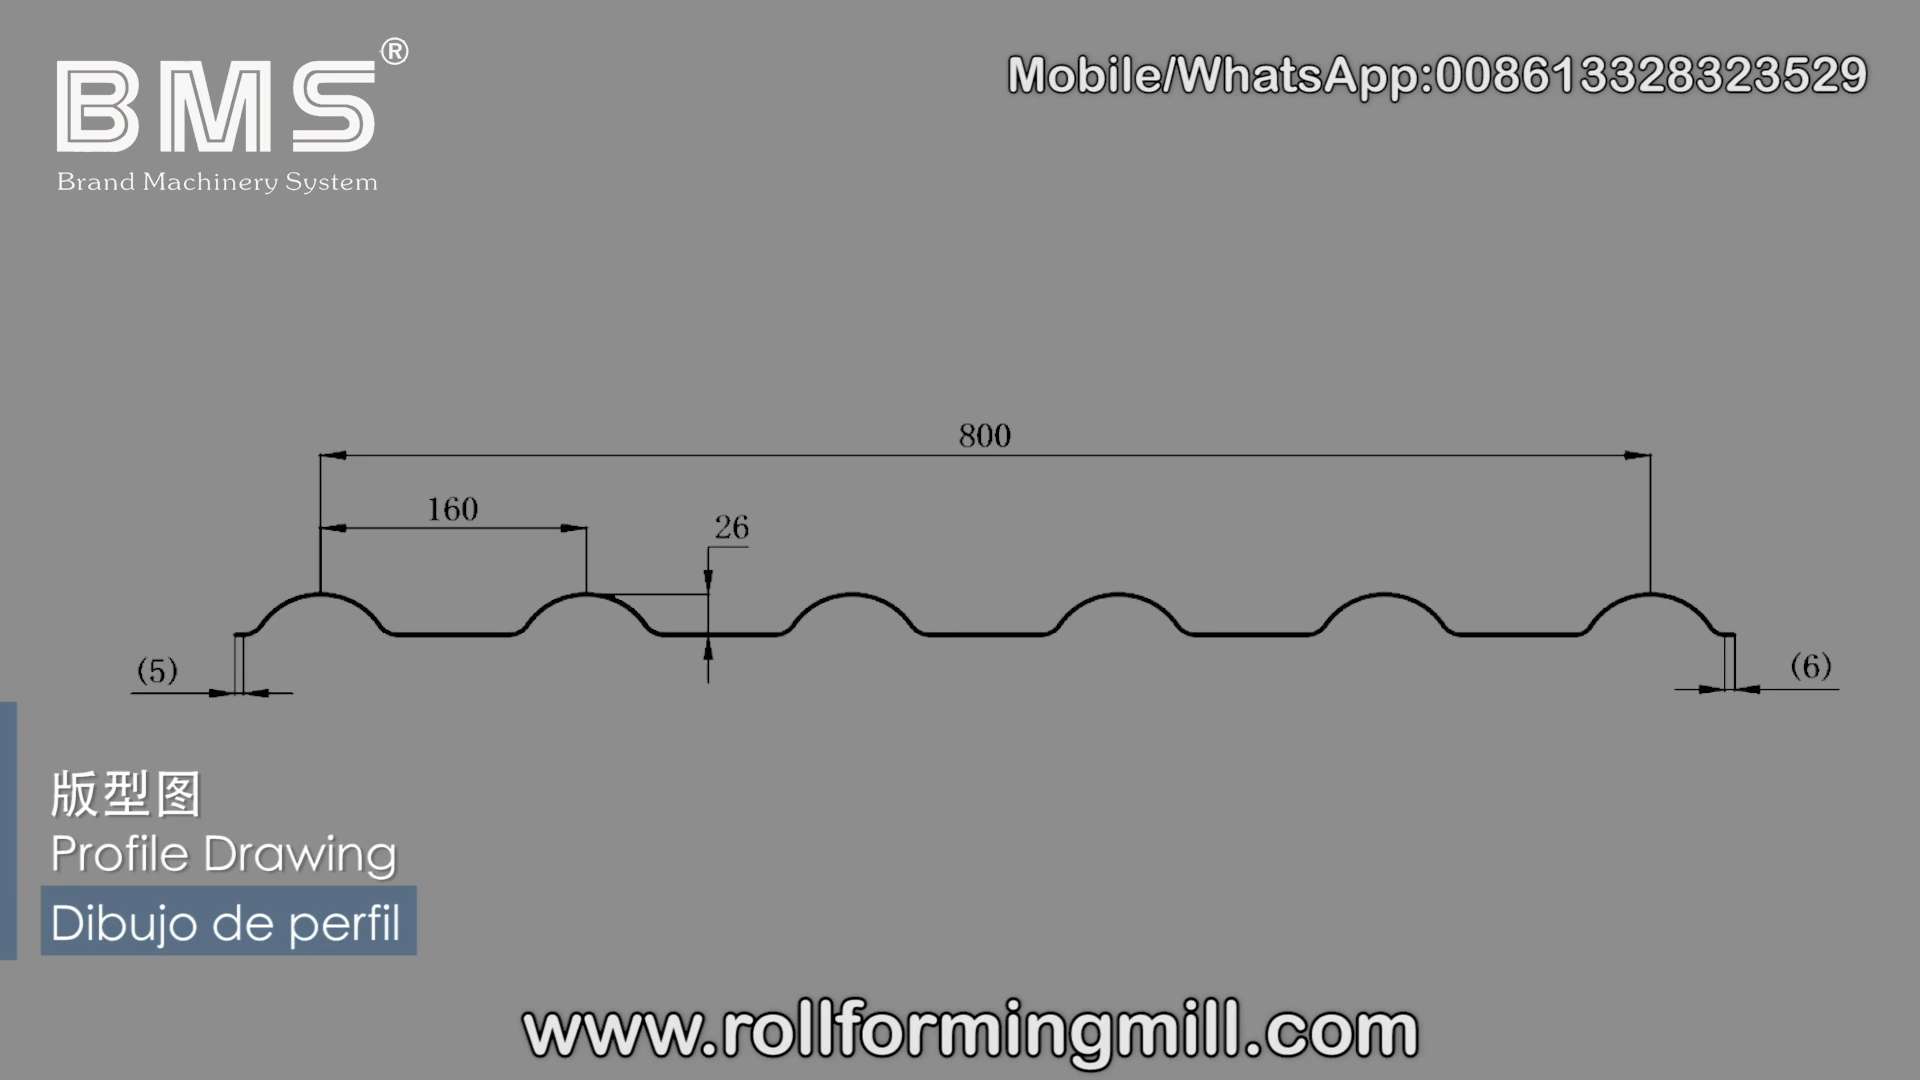 BMS®
Brand Machinery System
Mobile/WhatsApp:008613328323529
800
160
26
(5)
(6)
版型图
Profile Drawing
Dibujo de perfil
www.rollformingmill.com